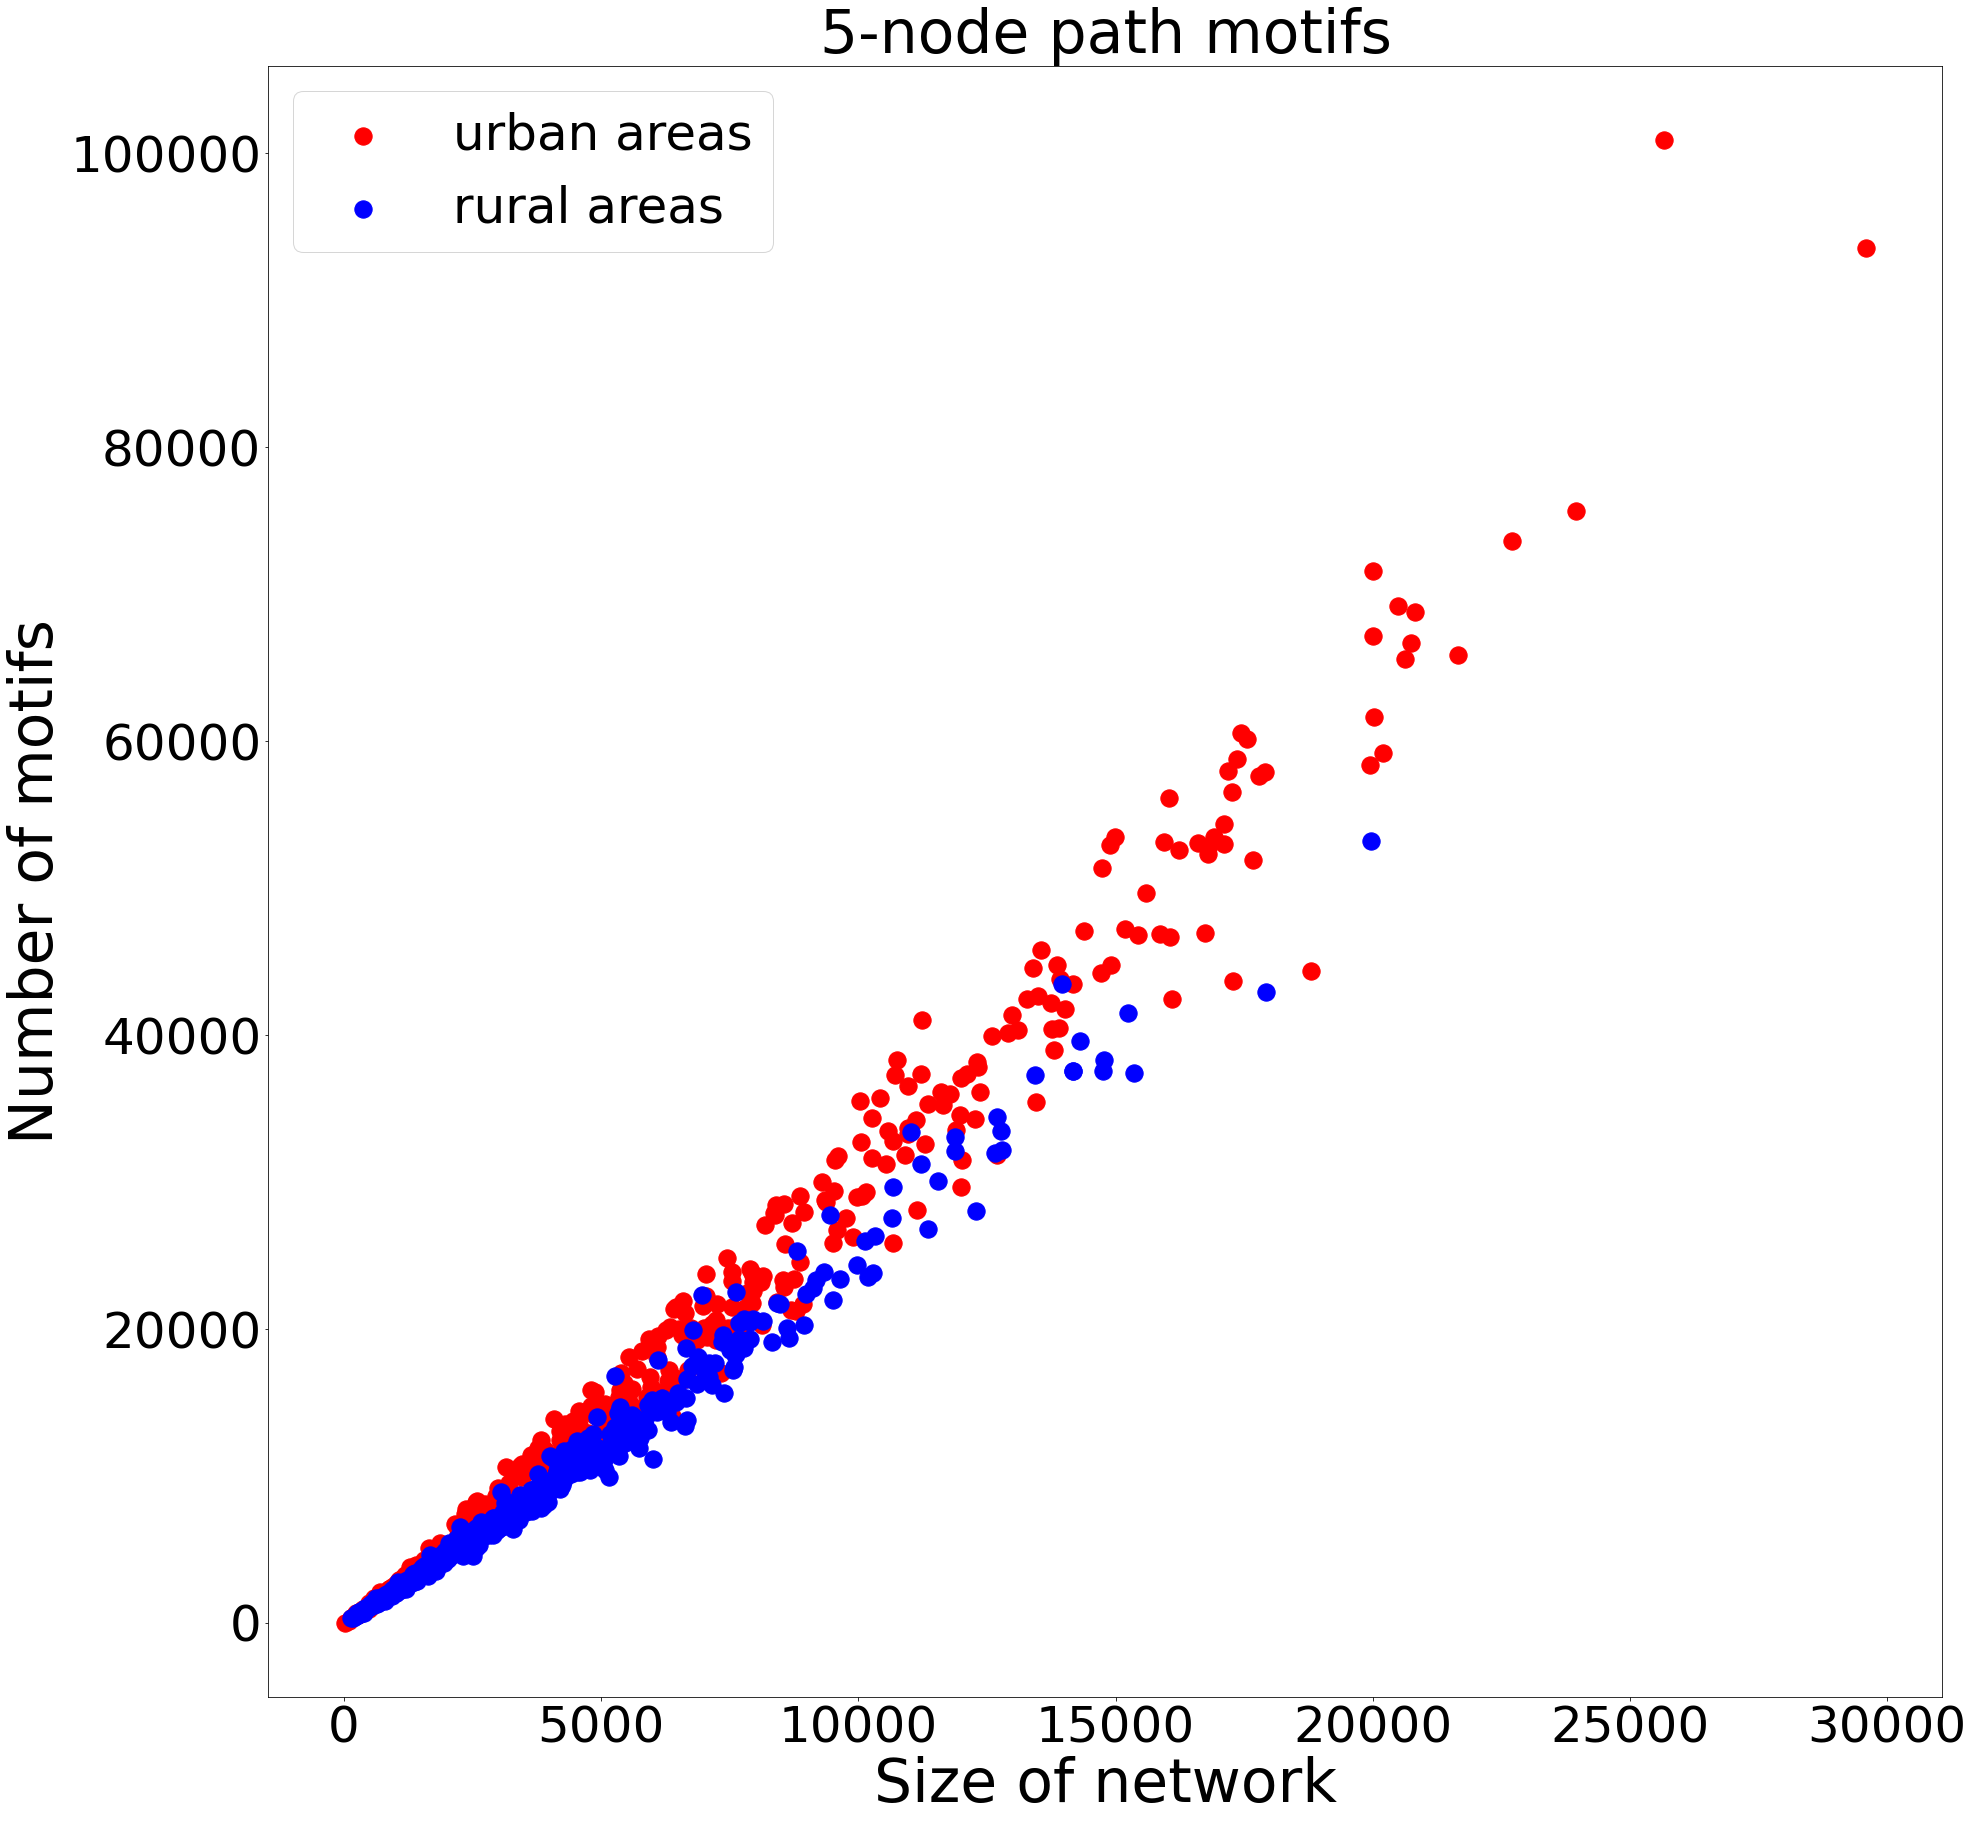 5-node path motifs
urban areas
rural areas
100000
80000
60000
40000
20000
0
Number of motifs
0 5000 10000 15000 20000 25000 30000
Size of network